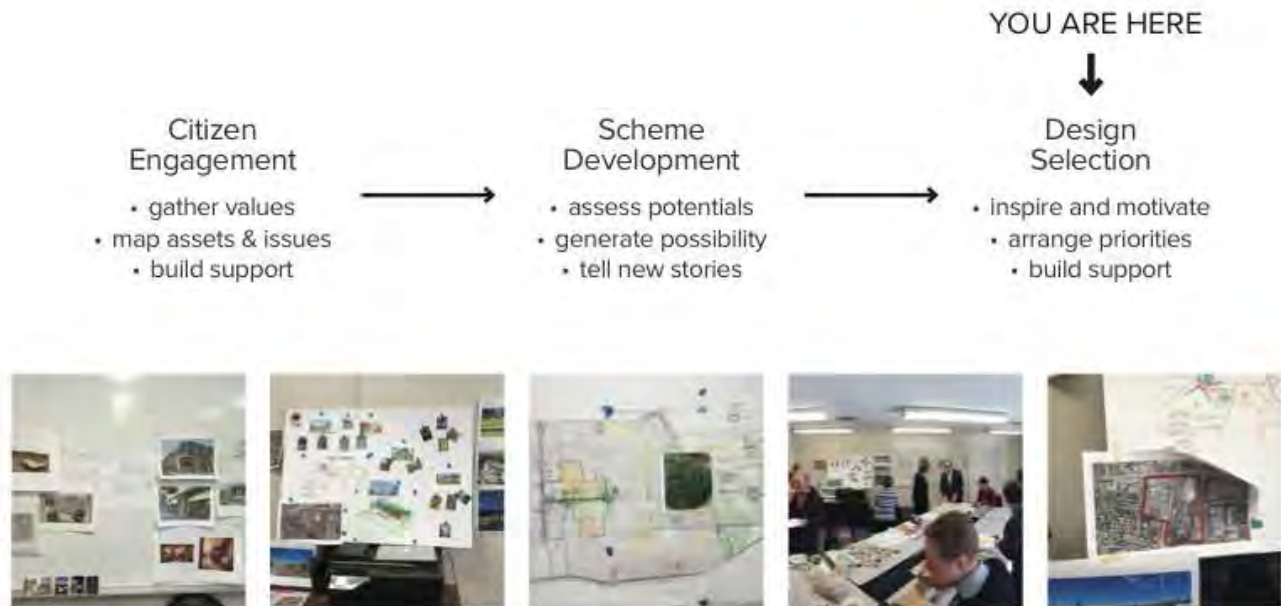 YOU ARE HERE
Citizen
Engagement
• gather values
• map assets & issues
• build support
Scheme
Development
• assess potentials
• generate possibility
• tell new stories
Design
Selection
• inspire and motivate
• arrange priorities
• build support